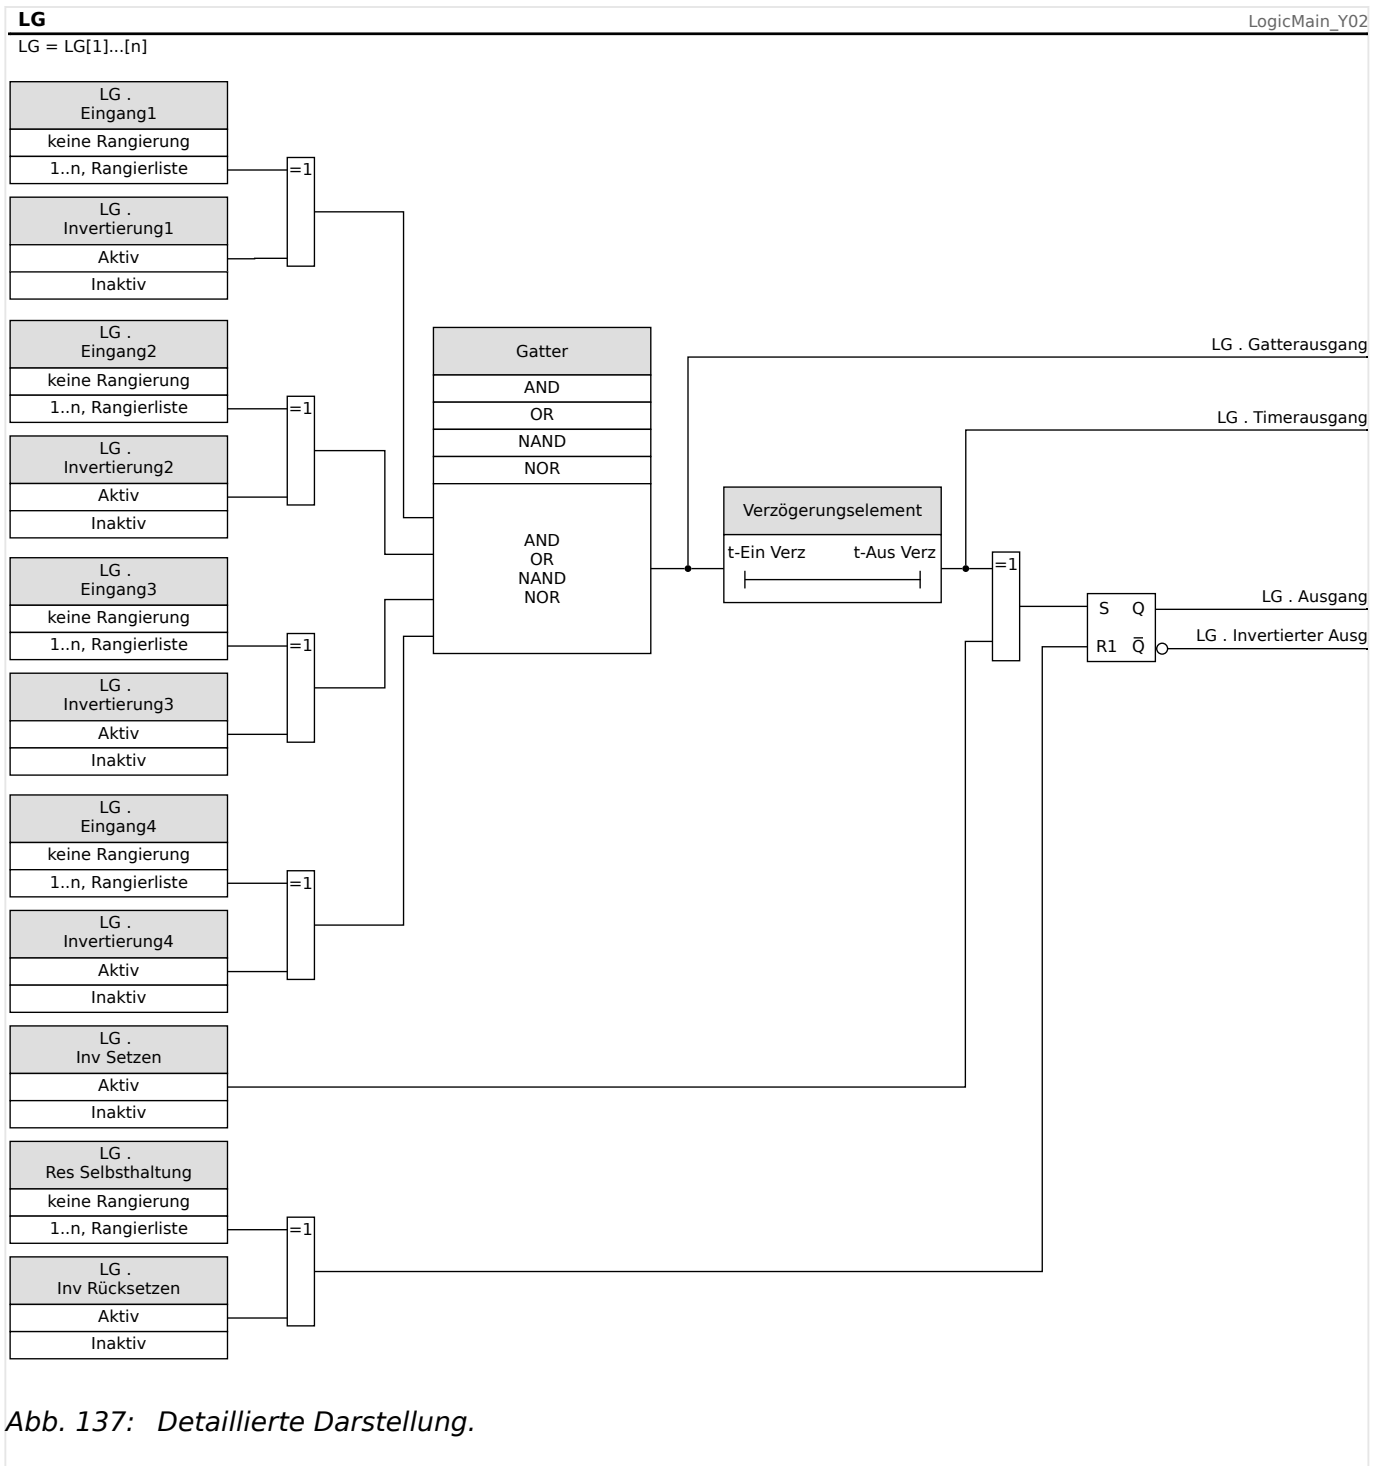 LG
LogicMain_Y02
LG = LG[1]...[n]
LG .
Eingang1
keine Rangierung
1..n, Rangierliste
=1
LG .
Invertierung1
Aktiv
Inaktiv
LG .
Eingang2
keine Rangierung
1..n, Rangierliste
=1
LG .
Invertierung2
Aktiv
Inaktiv
LG .
Eingang3
keine Rangierung
1..n, Rangierliste
=1
LG .
Invertierung3
Aktiv
Inaktiv
LG .
Eingang4
keine Rangierung
1..n, Rangierliste
=1
LG .
Invertierung4
Aktiv
Inaktiv
LG .
Inv Setzen
Aktiv
Inaktiv
LG .
Res Selbsthaltung
keine Rangierung
1..n, Rangierliste
=1
LG .
Inv Rücksetzen
Aktiv
Inaktiv
Gatter
AND
OR
NAND
NOR
AND
OR
NAND
NOR
Verzögerungselement
t-Ein Verz t-Aus Verz
=1
S Q
R1 Q̅
LG . Gatterausgang
LG . Timerausgang
LG . Ausgang
LG . Invertierter Ausg
Abb. 137: Detaillierte Darstellung.